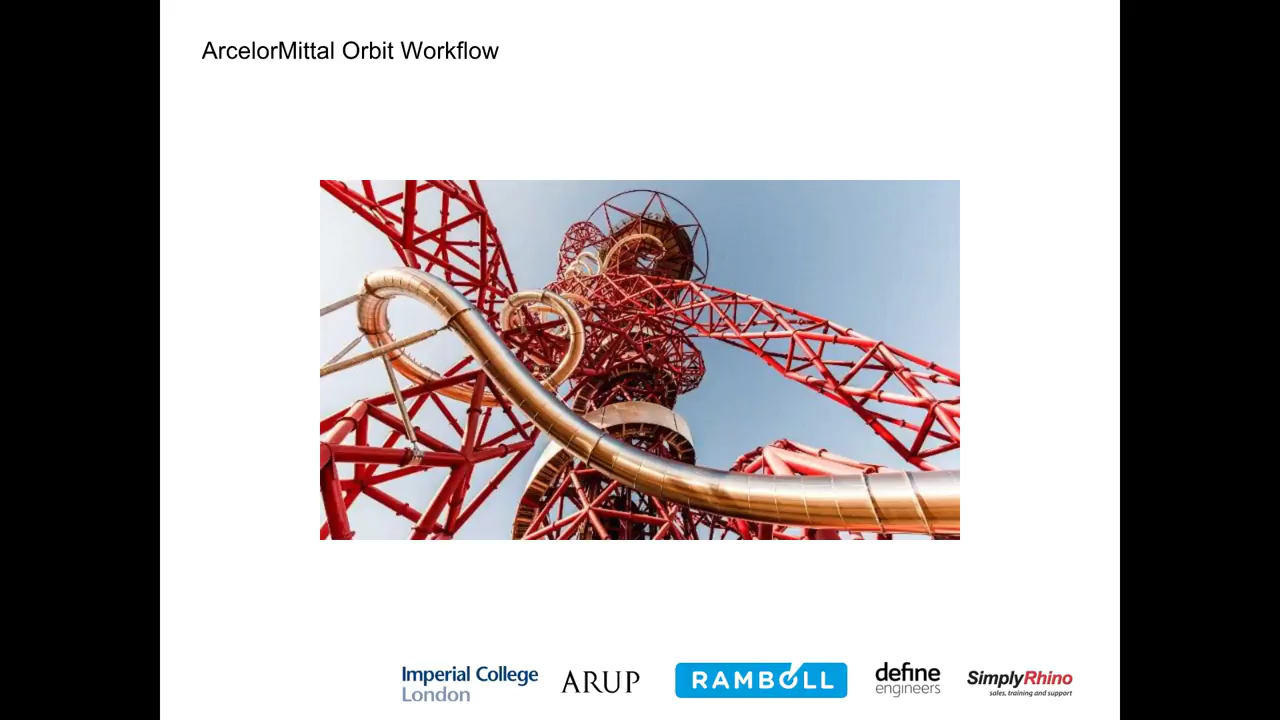 ArcelorMittal Orbit Workflow
Imperial College
London
ARUP
RAMBOLL
define
engineers
SimplyRhino
sales, training and support